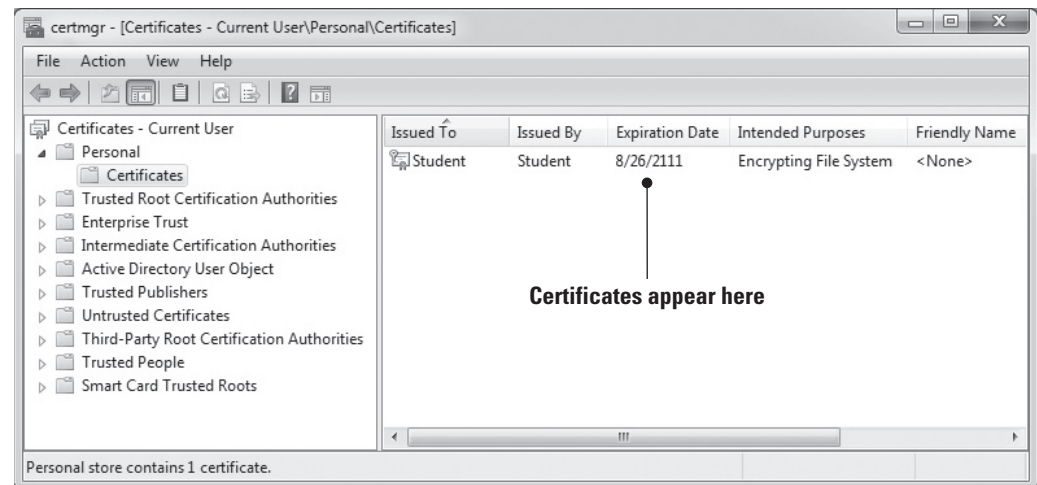 certmgr - [Certificates - Current User\Personal\Certificates]
File Action View Help
Certificates - Current User
Personal
Certificates
Trusted Root Certification Authorities
Enterprise Trust
Intermediate Certification Authorities
Active Directory User Object
Trusted Publishers
Untrusted Certificates
Third-Party Root Certification Authorities
Trusted People
Smart Card Trusted Roots
Issued To Issued By Expiration Date Intended Purposes Friendly Name
Student Student 8/26/2111 Encrypting File System <None>
Certificates appear here
Personal store contains 1 certificate.